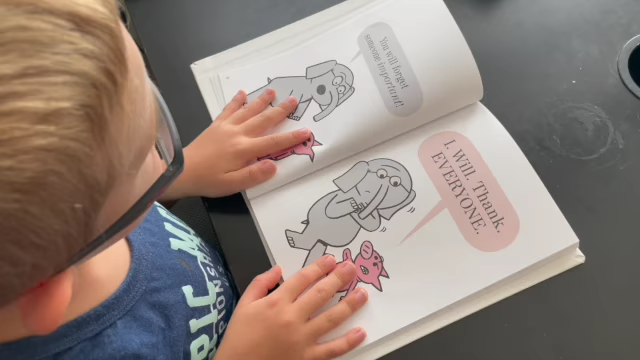 You will forget
someone important!
I. Will. Thank.
EVERYONE.